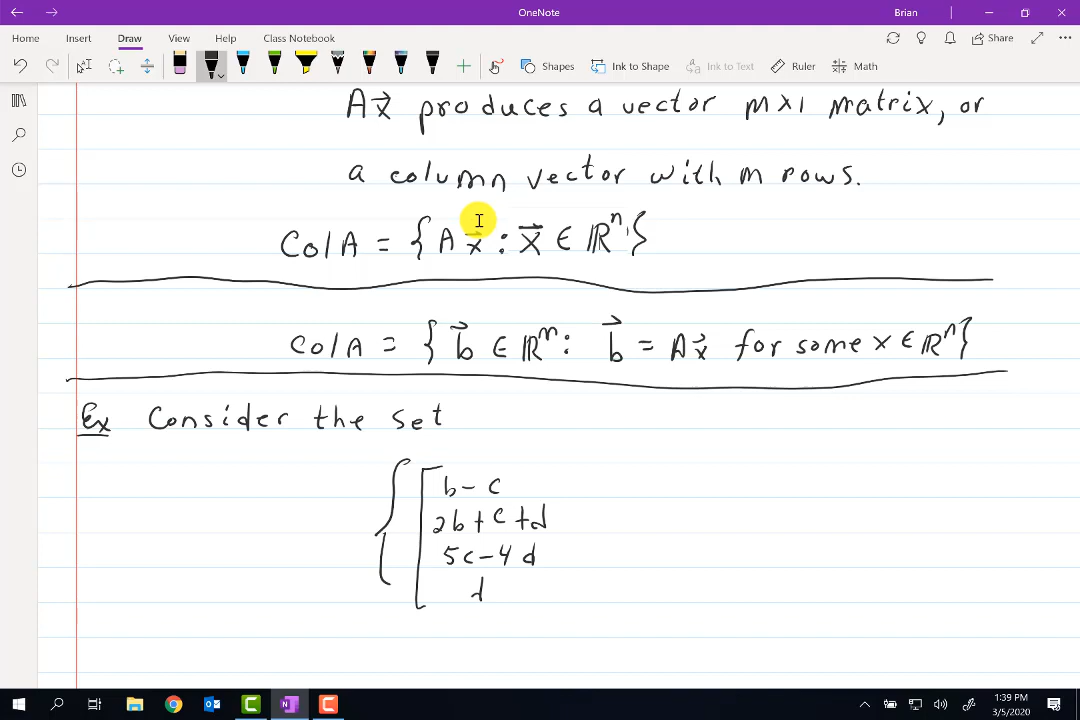 OneNote
Brian
Home Insert Draw View Help Class Notebook
Share
Shapes Ink to Shape Ink to Text Ruler Math
Ax⃗ produces a vector m×1 matrix, or
a column vector with m rows.
Col A = {Ax⃗ : x⃗ ∈ ℝⁿ}
Col A = {b⃗ ∈ ℝᵐ : b⃗ = Ax⃗ for some x ∈ ℝⁿ}
Ex Consider the set
{ [ b - c
2b + c + d
5c - 4d
d
1:39 PM
3/5/2020